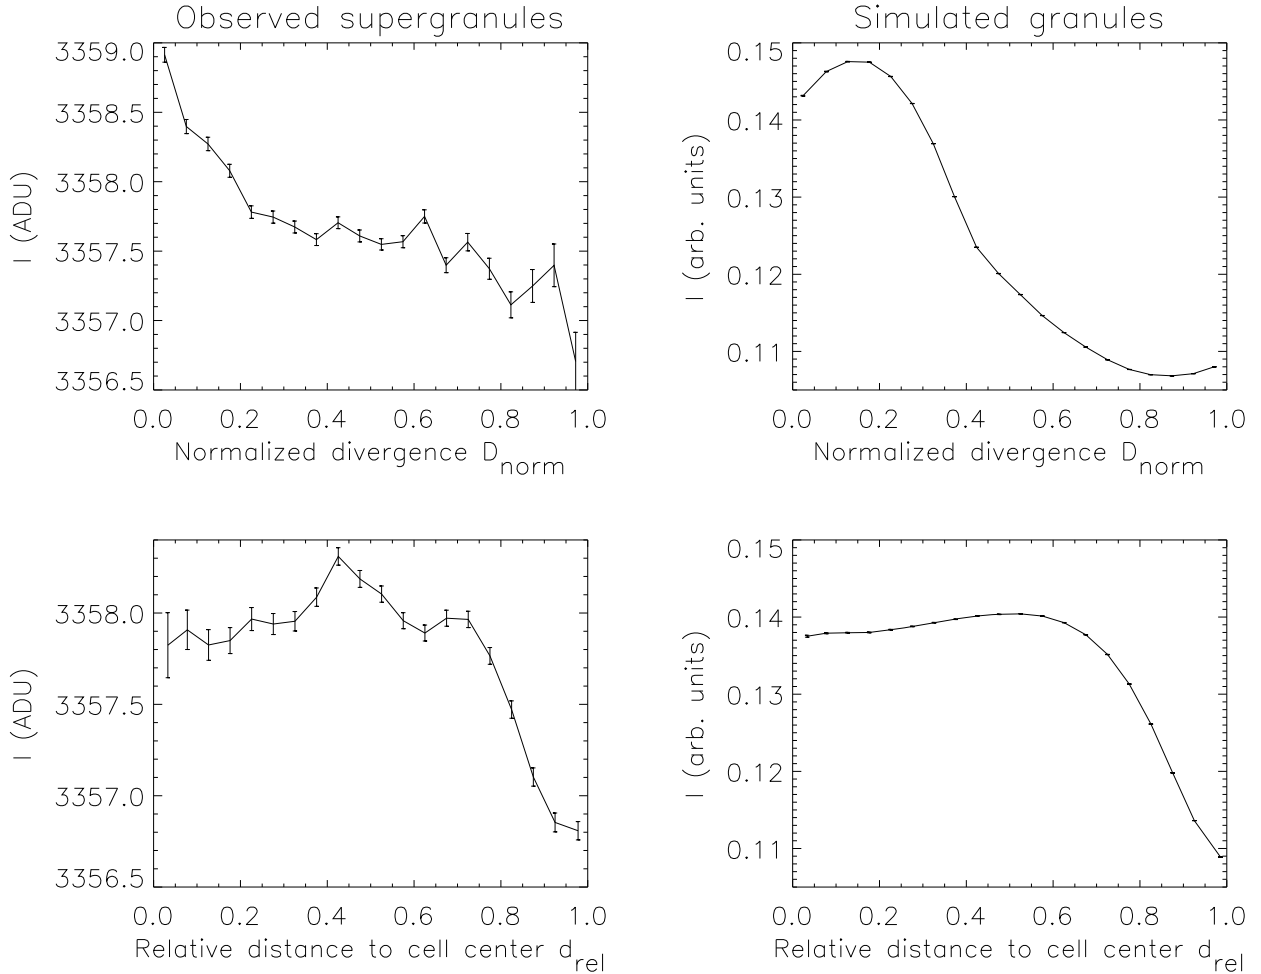 Observed supergranules
3359.0
3358.5
3358.0
3357.5
3357.0
3356.5
I (ADU)
0.0 0.2 0.4 0.6 0.8 1.0
Normalized divergence Dnorm
Simulated granules
0.15
0.14
0.13
0.12
0.11
I (arb. units)
0.0 0.2 0.4 0.6 0.8 1.0
Normalized divergence Dnorm
3358.0
3357.5
3357.0
3356.5
I (ADU)
0.0 0.2 0.4 0.6 0.8 1.0
Relative distance to cell center drel
0.15
0.14
0.13
0.12
0.11
I (arb. units)
0.0 0.2 0.4 0.6 0.8 1.0
Relative distance to cell center drel